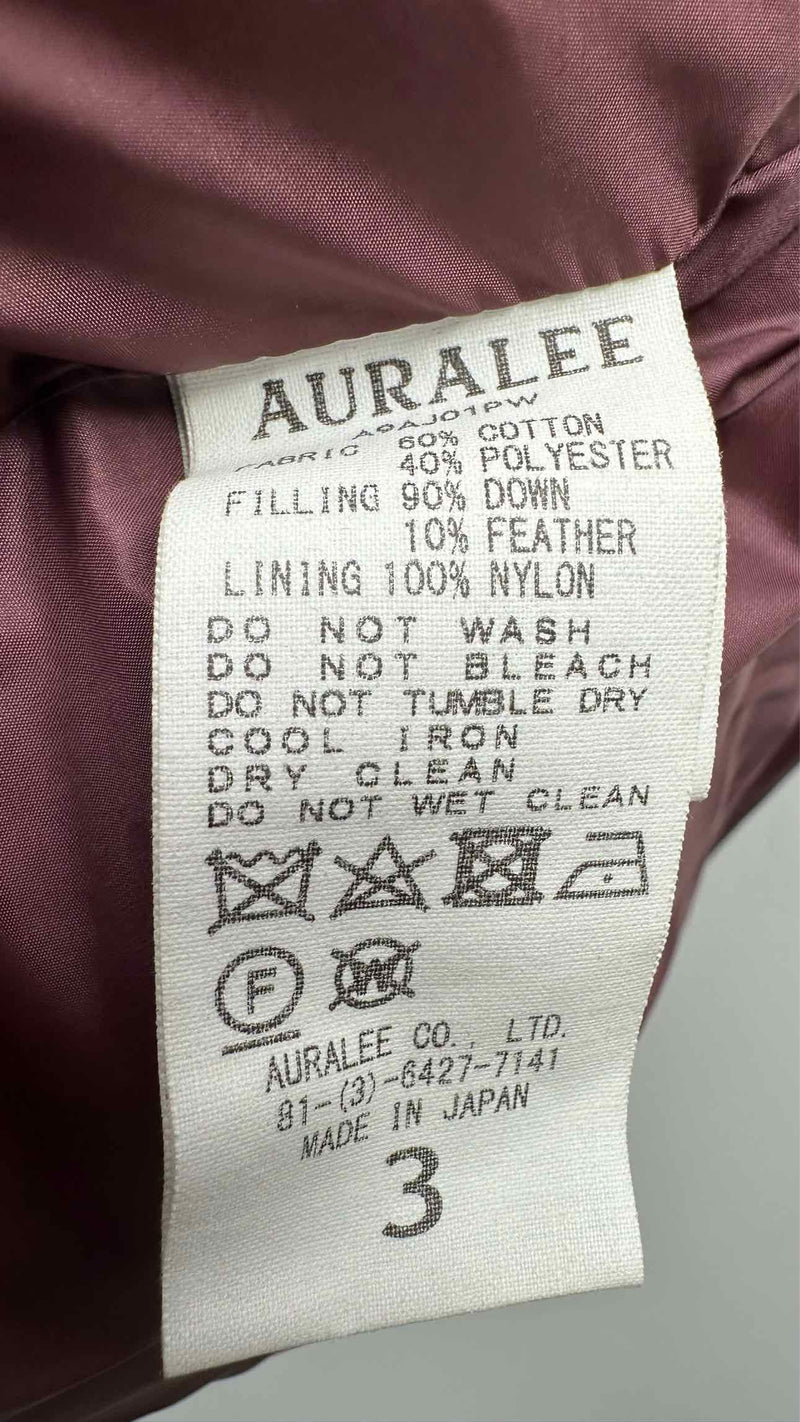 AURALEE
A9AJ01PW
FABRIC 60% COTTON
40% POLYESTER
FILLING 90% DOWN
10% FEATHER
LINING 100% NYLON
DO NOT WASH
DO NOT BLEACH
DO NOT TUMBLE DRY
COOL IRON
DRY CLEAN
DO NOT WET CLEAN
F W
AURALEE CO., LTD.
81-(3)-6427-7141
MADE IN JAPAN
3